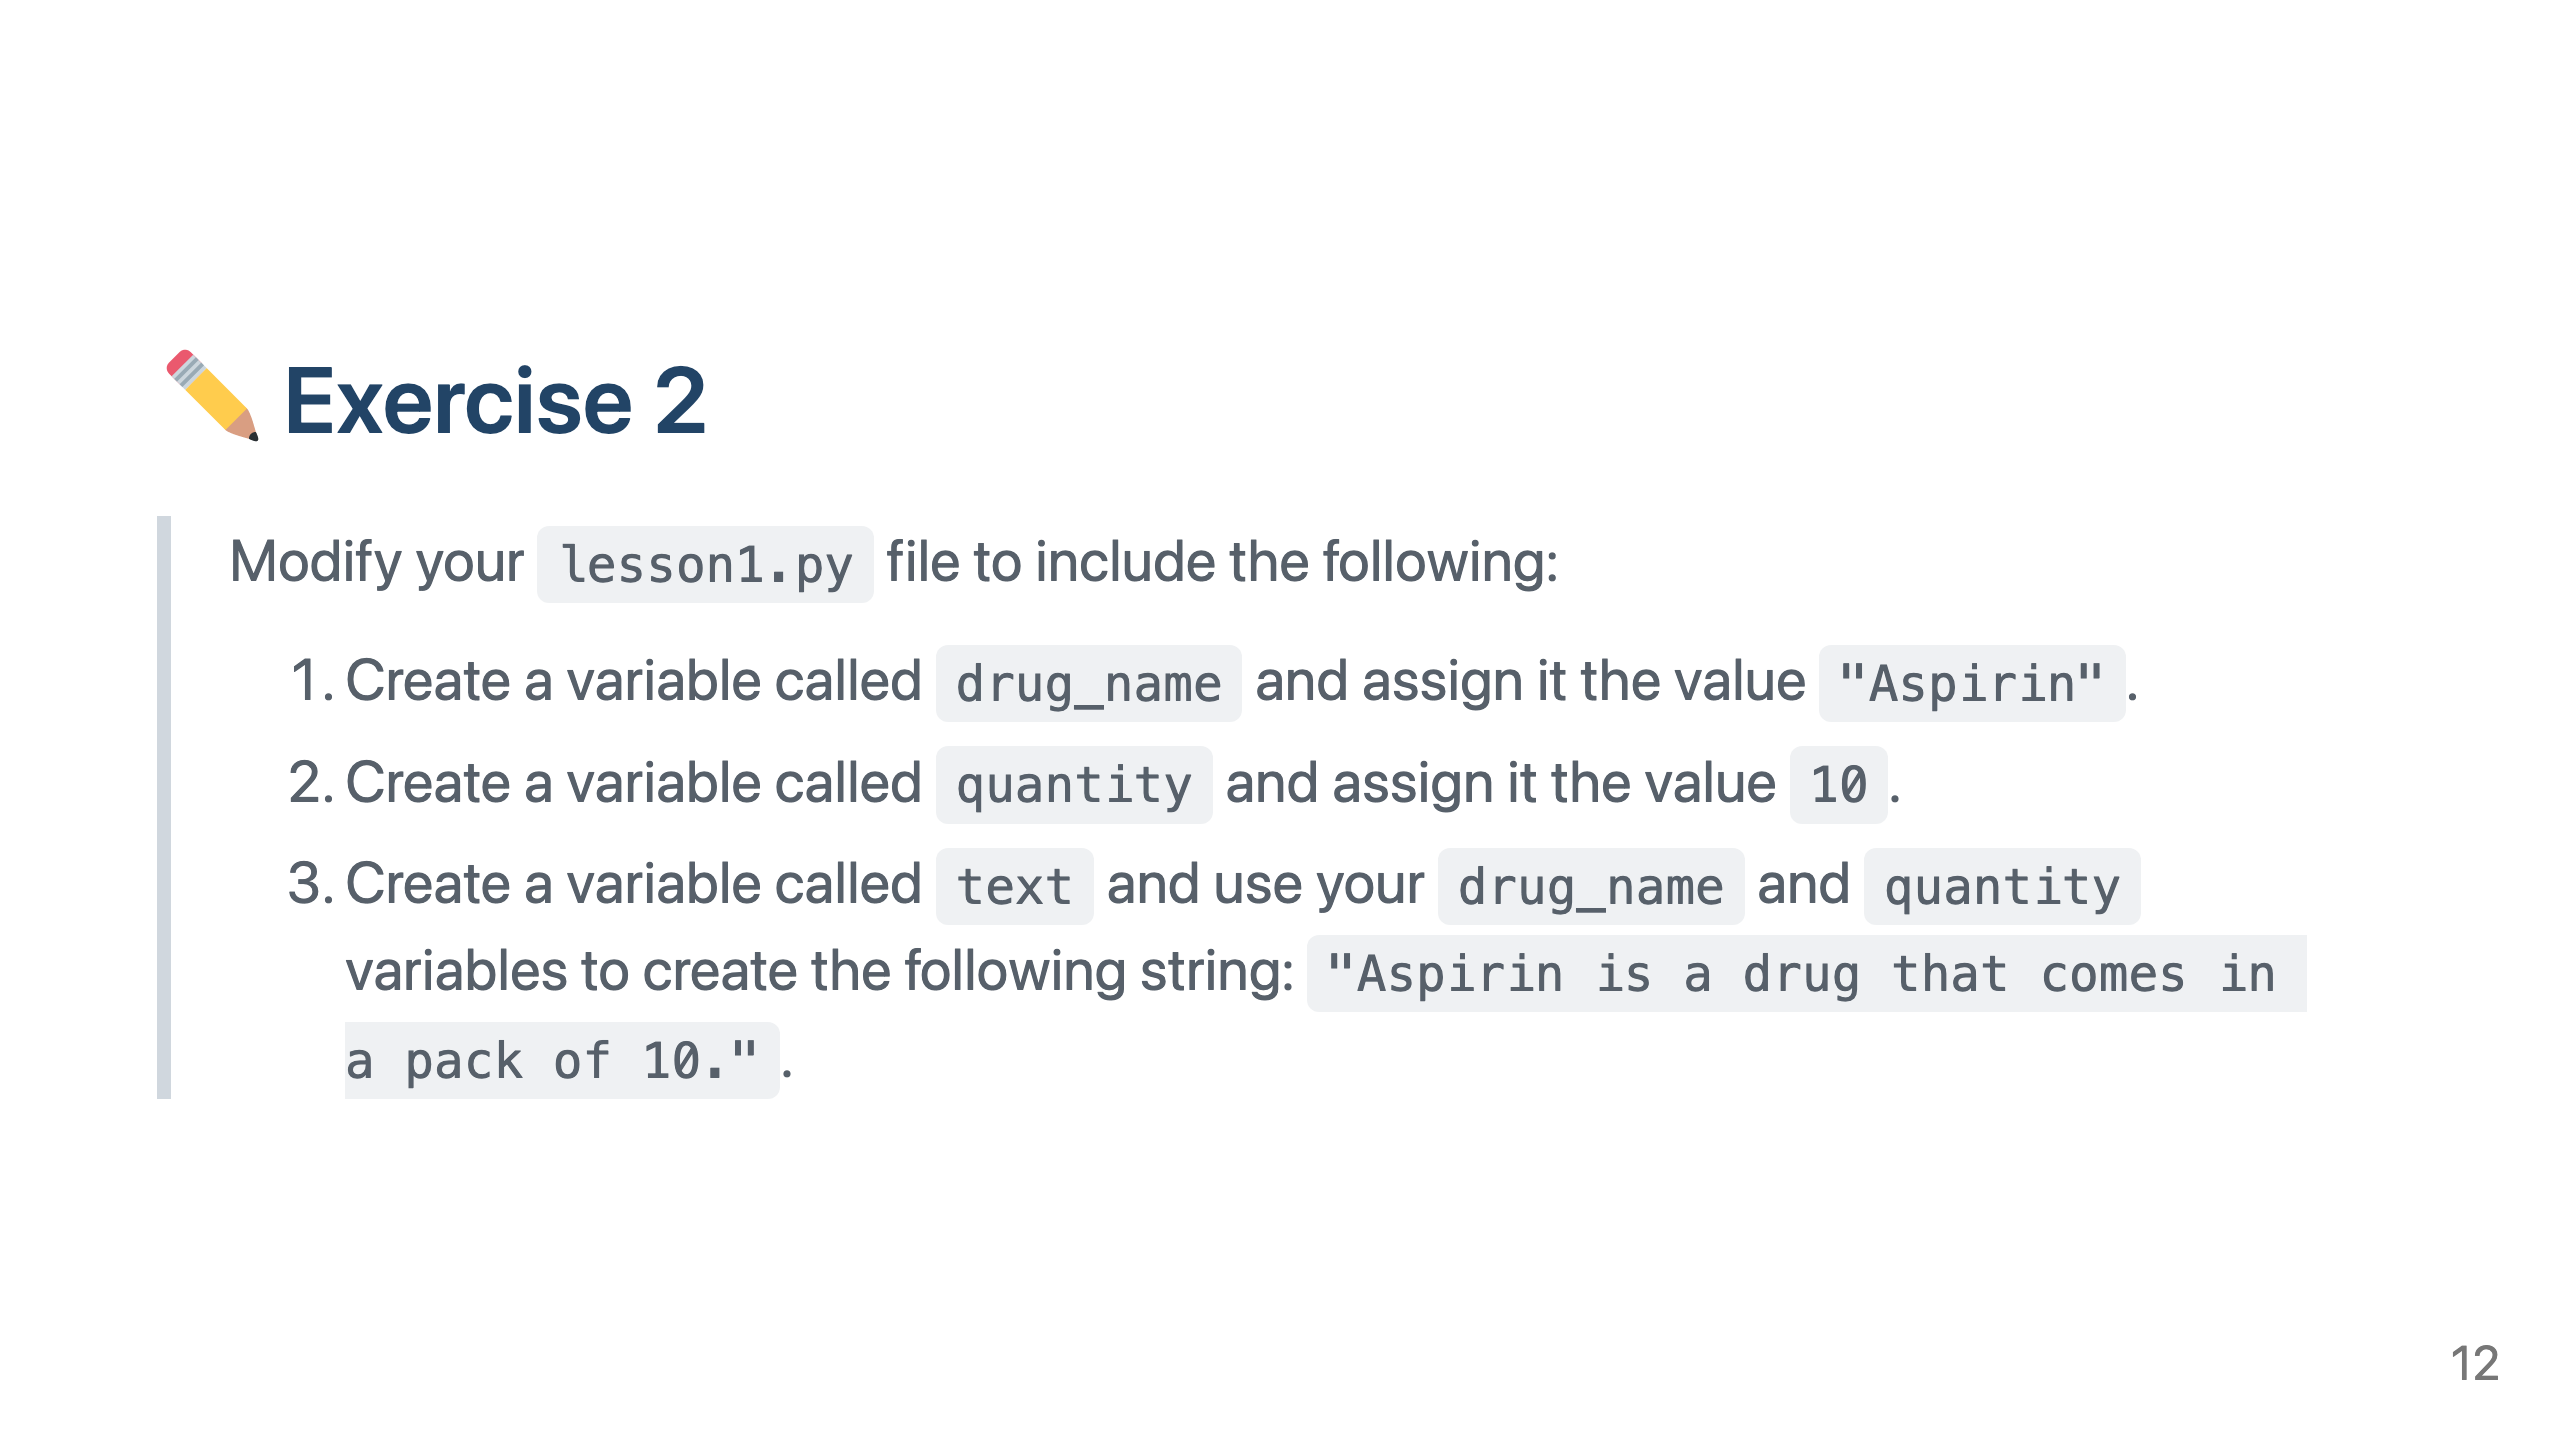 Exercise 2
Modify your lesson1.py file to include the following:
1. Create a variable called drug_name and assign it the value "Aspirin".
2. Create a variable called quantity and assign it the value 10.
3. Create a variable called text and use your drug_name and quantity
variables to create the following string: "Aspirin is a drug that comes in
a pack of 10.".
12